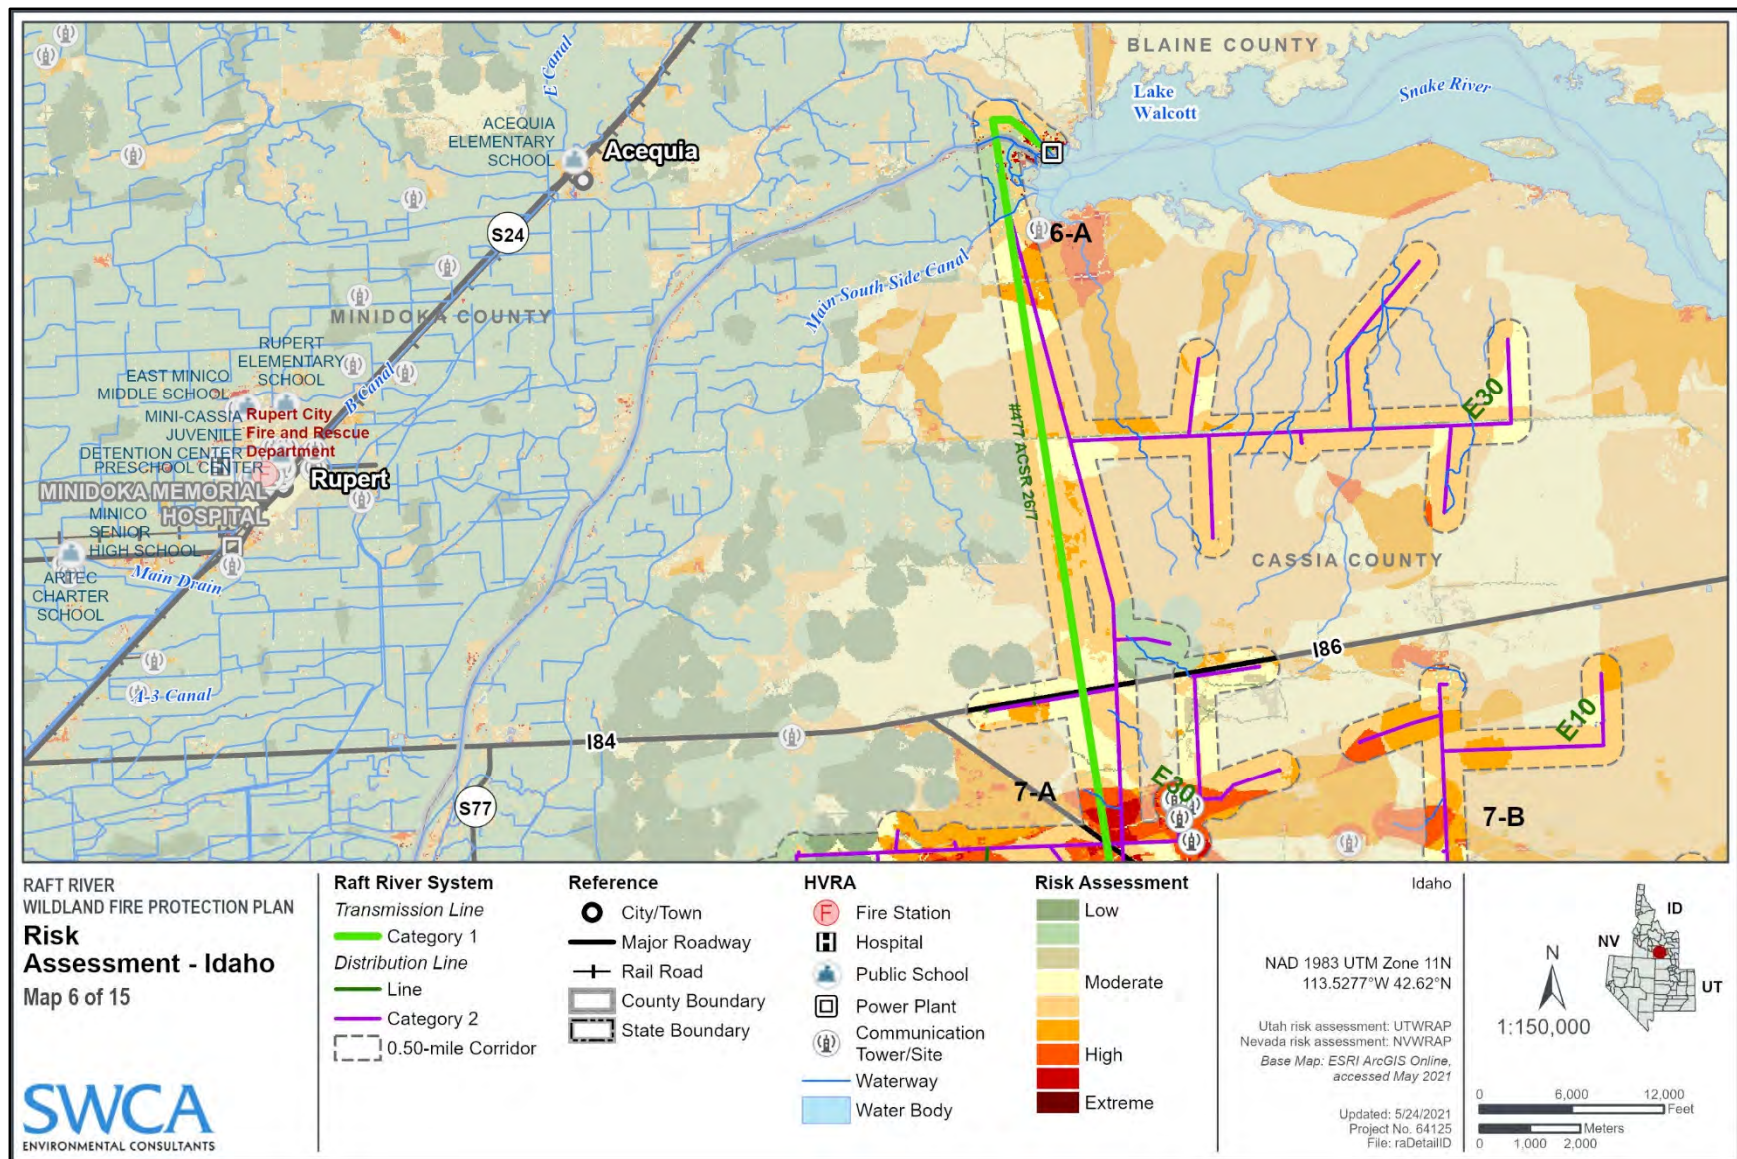 BLAINE COUNTY
Lake
Walcott
Snake River
E Canal
ACEQUIA
ELEMENTARY
SCHOOL
Acequia
S24
6-A
Main South Side Canal
MINIDOKA COUNTY
RUPERT
ELEMENTARY
SCHOOL
EAST MINICO
MIDDLE SCHOOL
B Canal
MINI-CASSIA
JUVENILE
DETENTION CENTER
PRESCHOOL CENTER
Rupert City
Fire and Rescue
Department
Rupert
MINIDOKA MEMORIAL
HOSPITAL
MINICO
SENIOR
HIGH SCHOOL
ARTEC
CHARTER
SCHOOL
Main Drain
A-3 Canal
#477 ACSR 26/7
E30
CASSIA COUNTY
I86
I84
S77
E10
E30
7-A
7-B
RAFT RIVER
WILDLAND FIRE PROTECTION PLAN
Risk
Assessment - Idaho
Map 6 of 15
SWCA
ENVIRONMENTAL CONSULTANTS
Raft River System
Transmission Line
Category 1
Distribution Line
Line
Category 2
0.50-mile Corridor
Reference
City/Town
Major Roadway
Rail Road
County Boundary
State Boundary
HVRA
F Fire Station
H Hospital
Public School
Power Plant
Communication
Tower/Site
Waterway
Water Body
Risk Assessment
Low
Moderate
High
Extreme
Idaho
NAD 1983 UTM Zone 11N
113.5277°W 42.62°N
Utah risk assessment: UTWRAP
Nevada risk assessment: NVWRAP
Base Map: ESRI ArcGIS Online,
accessed May 2021
Updated: 5/24/2021
Project No. 64125
File: raDetailID
ID
NV
UT
N
1:150,000
0 6,000 12,000
Feet
Meters
0 1,000 2,000